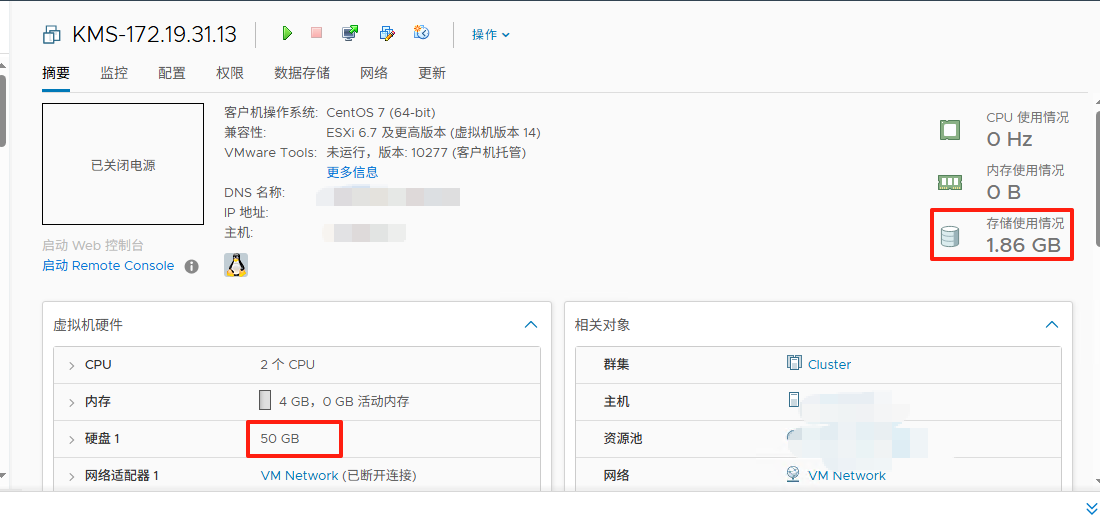 KMS-172.19.31.13
操作
摘要 监控 配置 权限 数据存储 网络 更新
已关闭电源
客户机操作系统: CentOS 7 (64-bit)
兼容性: ESXi 6.7 及更高版本 (虚拟机版本 14)
VMware Tools: 未运行，版本: 10277 (客户机托管)
更多信息
DNS 名称:
IP 地址:
主机:
启动 Web 控制台
启动 Remote Console
CPU 使用情况
0 Hz
内存使用情况
0 B
存储使用情况
1.86 GB
虚拟机硬件
CPU 2 个 CPU
内存 4 GB，0 GB 活动内存
硬盘 1 50 GB
网络适配器 1 VM Network (已断开连接)
相关对象
群集 Cluster
主机
资源池
网络 VM Network